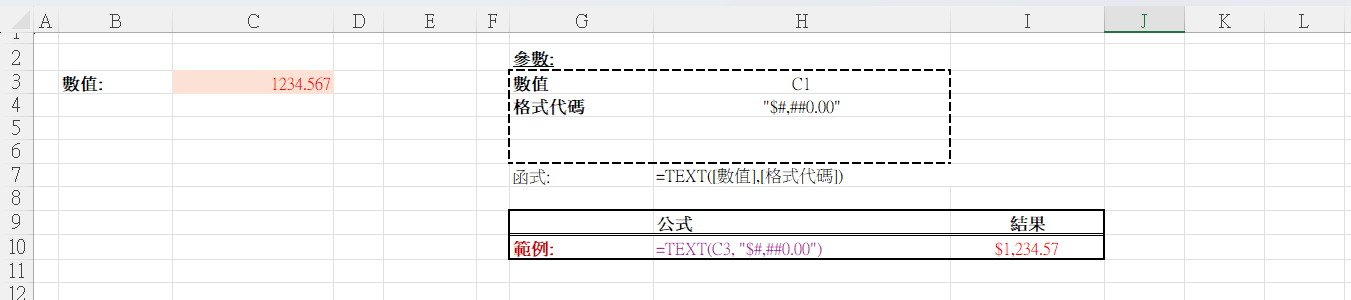 A B C D E F G H I J K L
1
2 參數:
3 數值: 1234.567 數值 C1
4 格式代碼 "$#,##0.00"
5
6
7 函式: =TEXT([數值],[格式代碼])
8
9 公式 結果
10 範例: =TEXT(C3, "$#,##0.00") $1,234.57
11
12